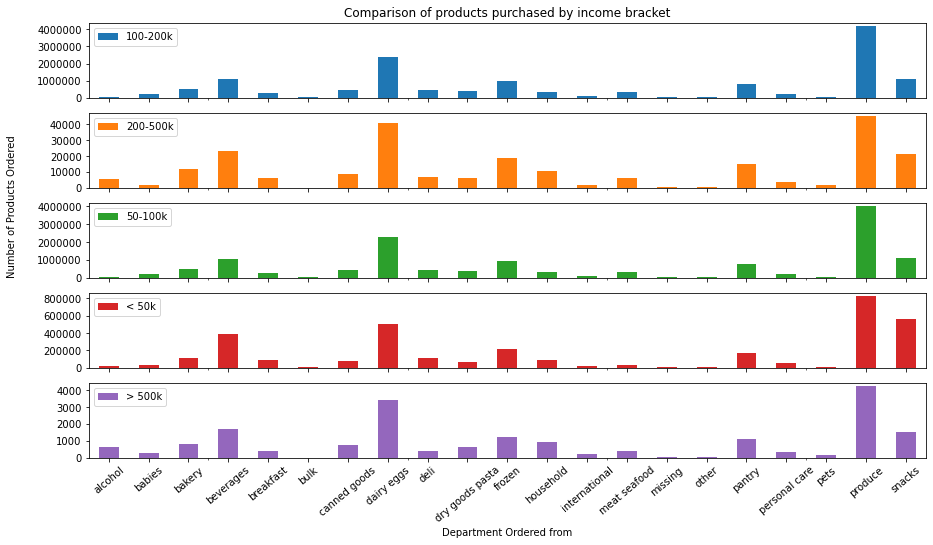 Comparison of products purchased by income bracket
100-200k
4000000
3000000
2000000
1000000
0
200-500k
40000
30000
20000
10000
0
50-100k
4000000
3000000
2000000
1000000
0
< 50k
800000
600000
400000
200000
0
> 500k
4000
3000
2000
1000
0
Number of Products Ordered
alcohol
babies
bakery
beverages
breakfast
bulk
canned goods
dairy eggs
deli
dry goods pasta
frozen
household
international
meat seafood
missing
other
pantry
personal care
pets
produce
snacks
Department Ordered from